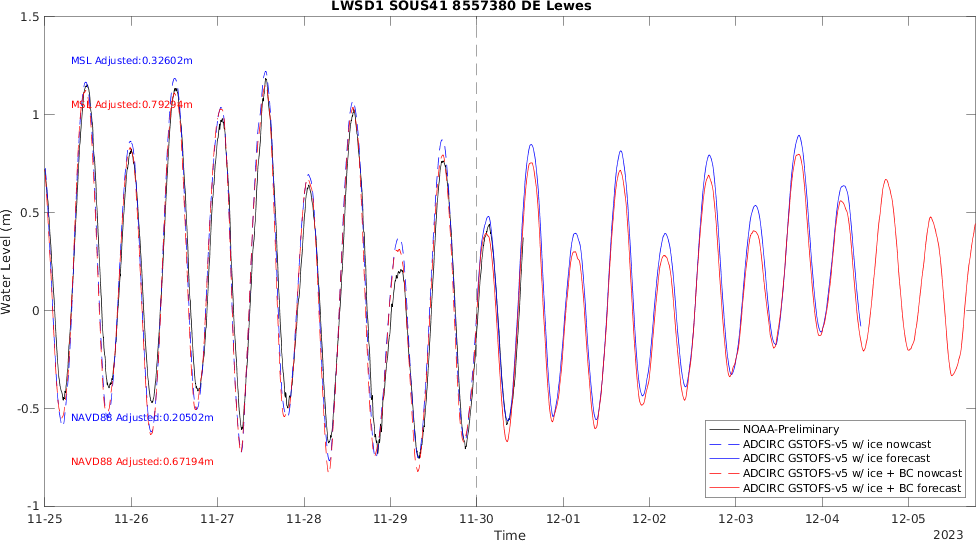 LWSD1 SOUS41 8557380 DE Lewes
1.5
1
0.5
0
-0.5
-1
Water Level (m)
MSL Adjusted:0.32602m
MSL Adjusted:0.79294m
NAVD88 Adjusted:0.20502m
NAVD88 Adjusted:0.67194m
NOAA-Preliminary
ADCIRC GSTOFS-v5 w/ ice nowcast
ADCIRC GSTOFS-v5 w/ ice forecast
ADCIRC GSTOFS-v5 w/ ice + BC nowcast
ADCIRC GSTOFS-v5 w/ ice + BC forecast
11-25 11-26 11-27 11-28 11-29 11-30 12-01 12-02 12-03 12-04 12-05
Time
2023